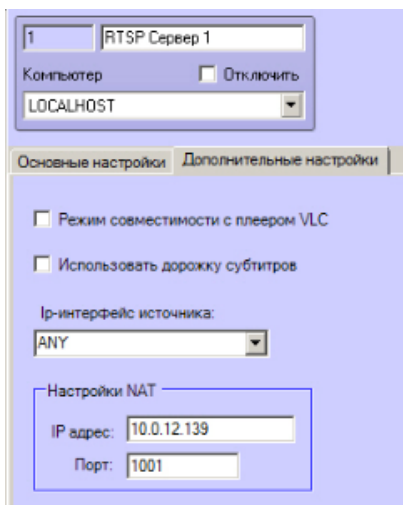 1 RTSP Сервер 1
Компьютер Отключить
LOCALHOST
Основные настройки Дополнительные настройки
Режим совместимости с плеером VLC
Использовать дорожку субтитров
Ip-интерфейс источника:
ANY
Настройки NAT
IP адрес: 10.0.12.139
Порт: 1001